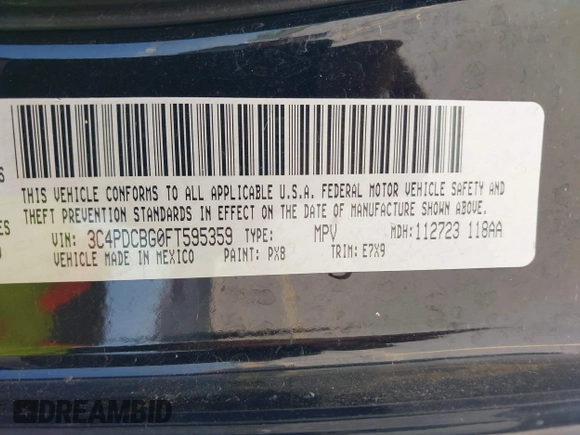 S
THIS VEHICLE CONFORMS TO ALL APPLICABLE U.S.A. FEDERAL MOTOR VEHICLE SAFETY AND
THEFT PREVENTION STANDARDS IN EFFECT ON THE DATE OF MANUFACTURE SHOWN ABOVE.
ES
VIN: 3C4PDCBG0FT595359 TYPE: MPV MDH: 112723 118AA
VEHICLE MADE IN MEXICO PAINT: PX8 TRIM: E7X9
DREAMBID